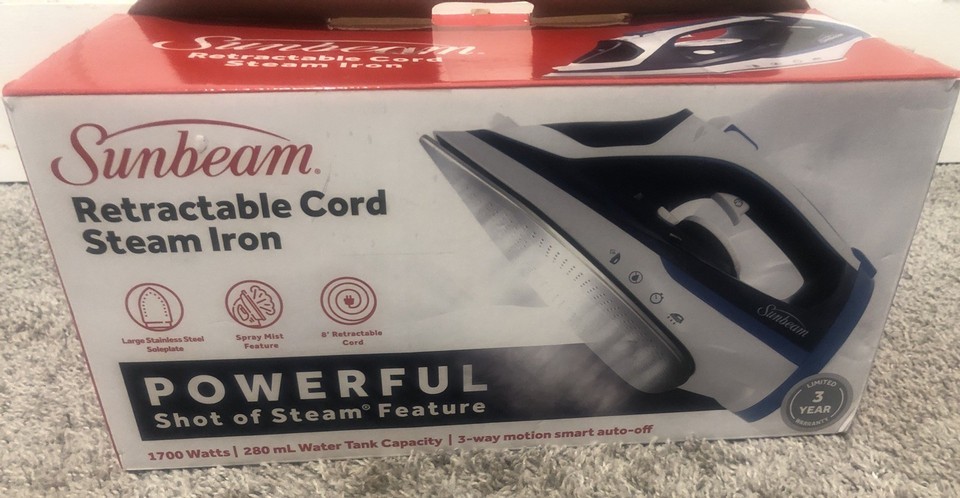 Sunbeam.
Retractable Cord
Steam Iron
Sunbeam.
Retractable Cord
Steam Iron
Large Stainless Steel
Soleplate
Spray Mist
Feature
8' Retractable
Cord
Sunbeam
POWERFUL
Shot of Steam® Feature
LIMITED
3
YEAR
WARRANTY
1700 Watts | 280 mL Water Tank Capacity | 3-way motion smart auto-off